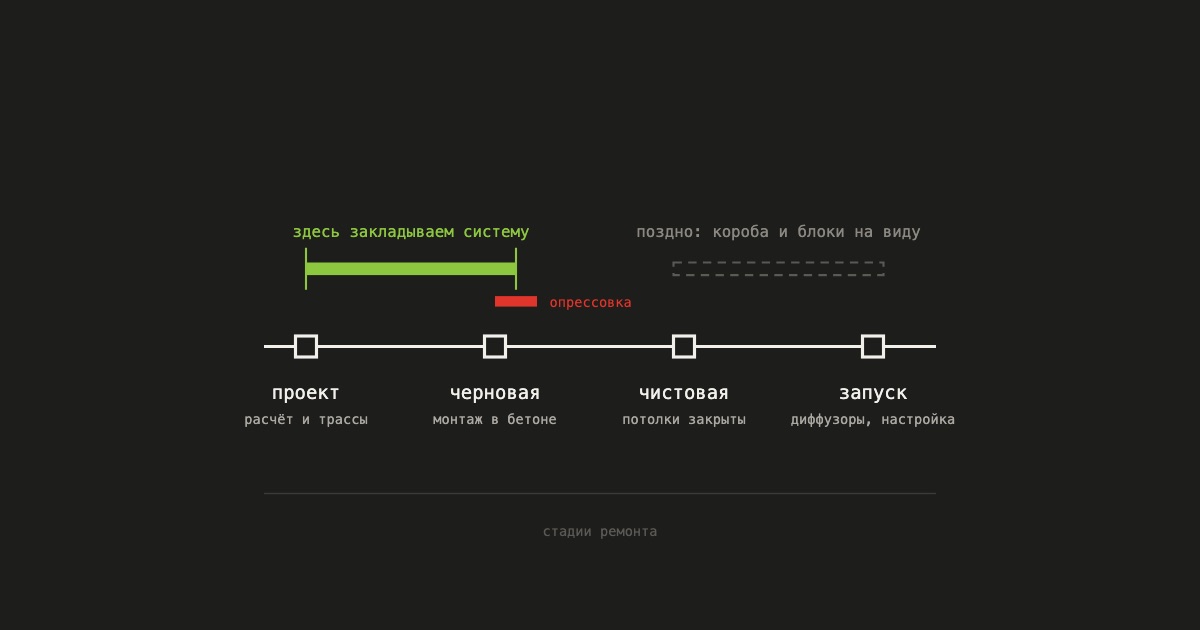 здесь закладываем систему
поздно: короба и блоки на виду
опрессовка
проект
черновая
чистовая
запуск
расчёт и трассы
монтаж в бетоне
потолки закрыты
диффузоры, настройка
стадии ремонта